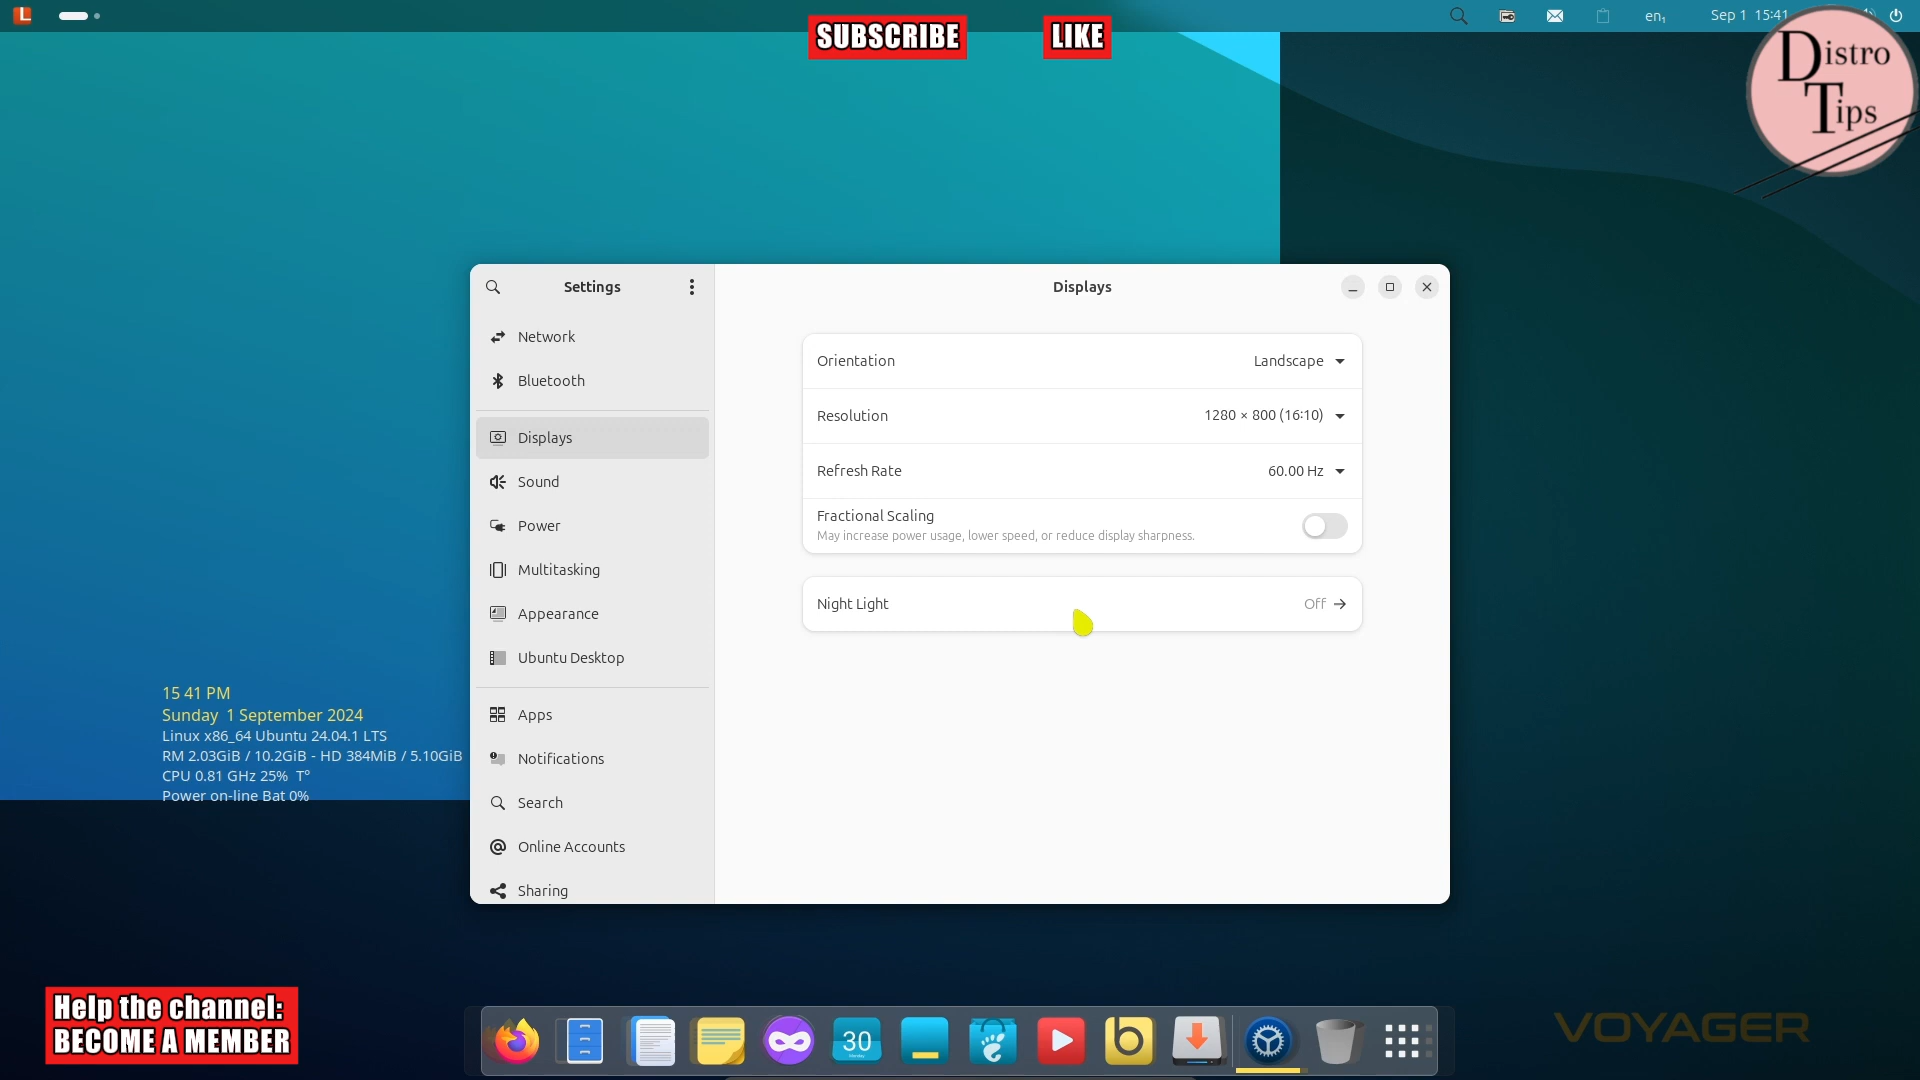 L
en₁
Sep 1 15:41
SUBSCRIBE
LIKE
Distro
Tips
Settings
Displays
Network
Bluetooth
Displays
Sound
Power
Multitasking
Appearance
Ubuntu Desktop
Apps
Notifications
Search
Online Accounts
Sharing
Orientation
Landscape
Resolution
1280 × 800 (16:10)
Refresh Rate
60.00 Hz
Fractional Scaling
May increase power usage, lower speed, or reduce display sharpness.
Night Light
Off
15 41 PM
Sunday 1 September 2024
Linux x86_64 Ubuntu 24.04.1 LTS
RM 2.03GiB / 10.2GiB - HD 384MiB / 5.10GiB
CPU 0.81 GHz 25% T°
Power on-line Bat 0%
Help the channel:
BECOME A MEMBER
30
b
VOYAGER